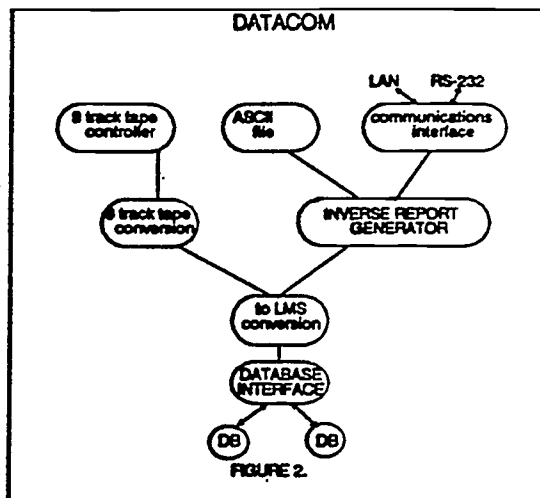 DATACOM
LAN RS-232
track tape
controller
ASCII
file
communications
interface
track tape
conversion
INVERSE REPORT
GENERATOR
to LMS
conversion
DATABASE
INTERFACE
DB DB
FIGURE 2.